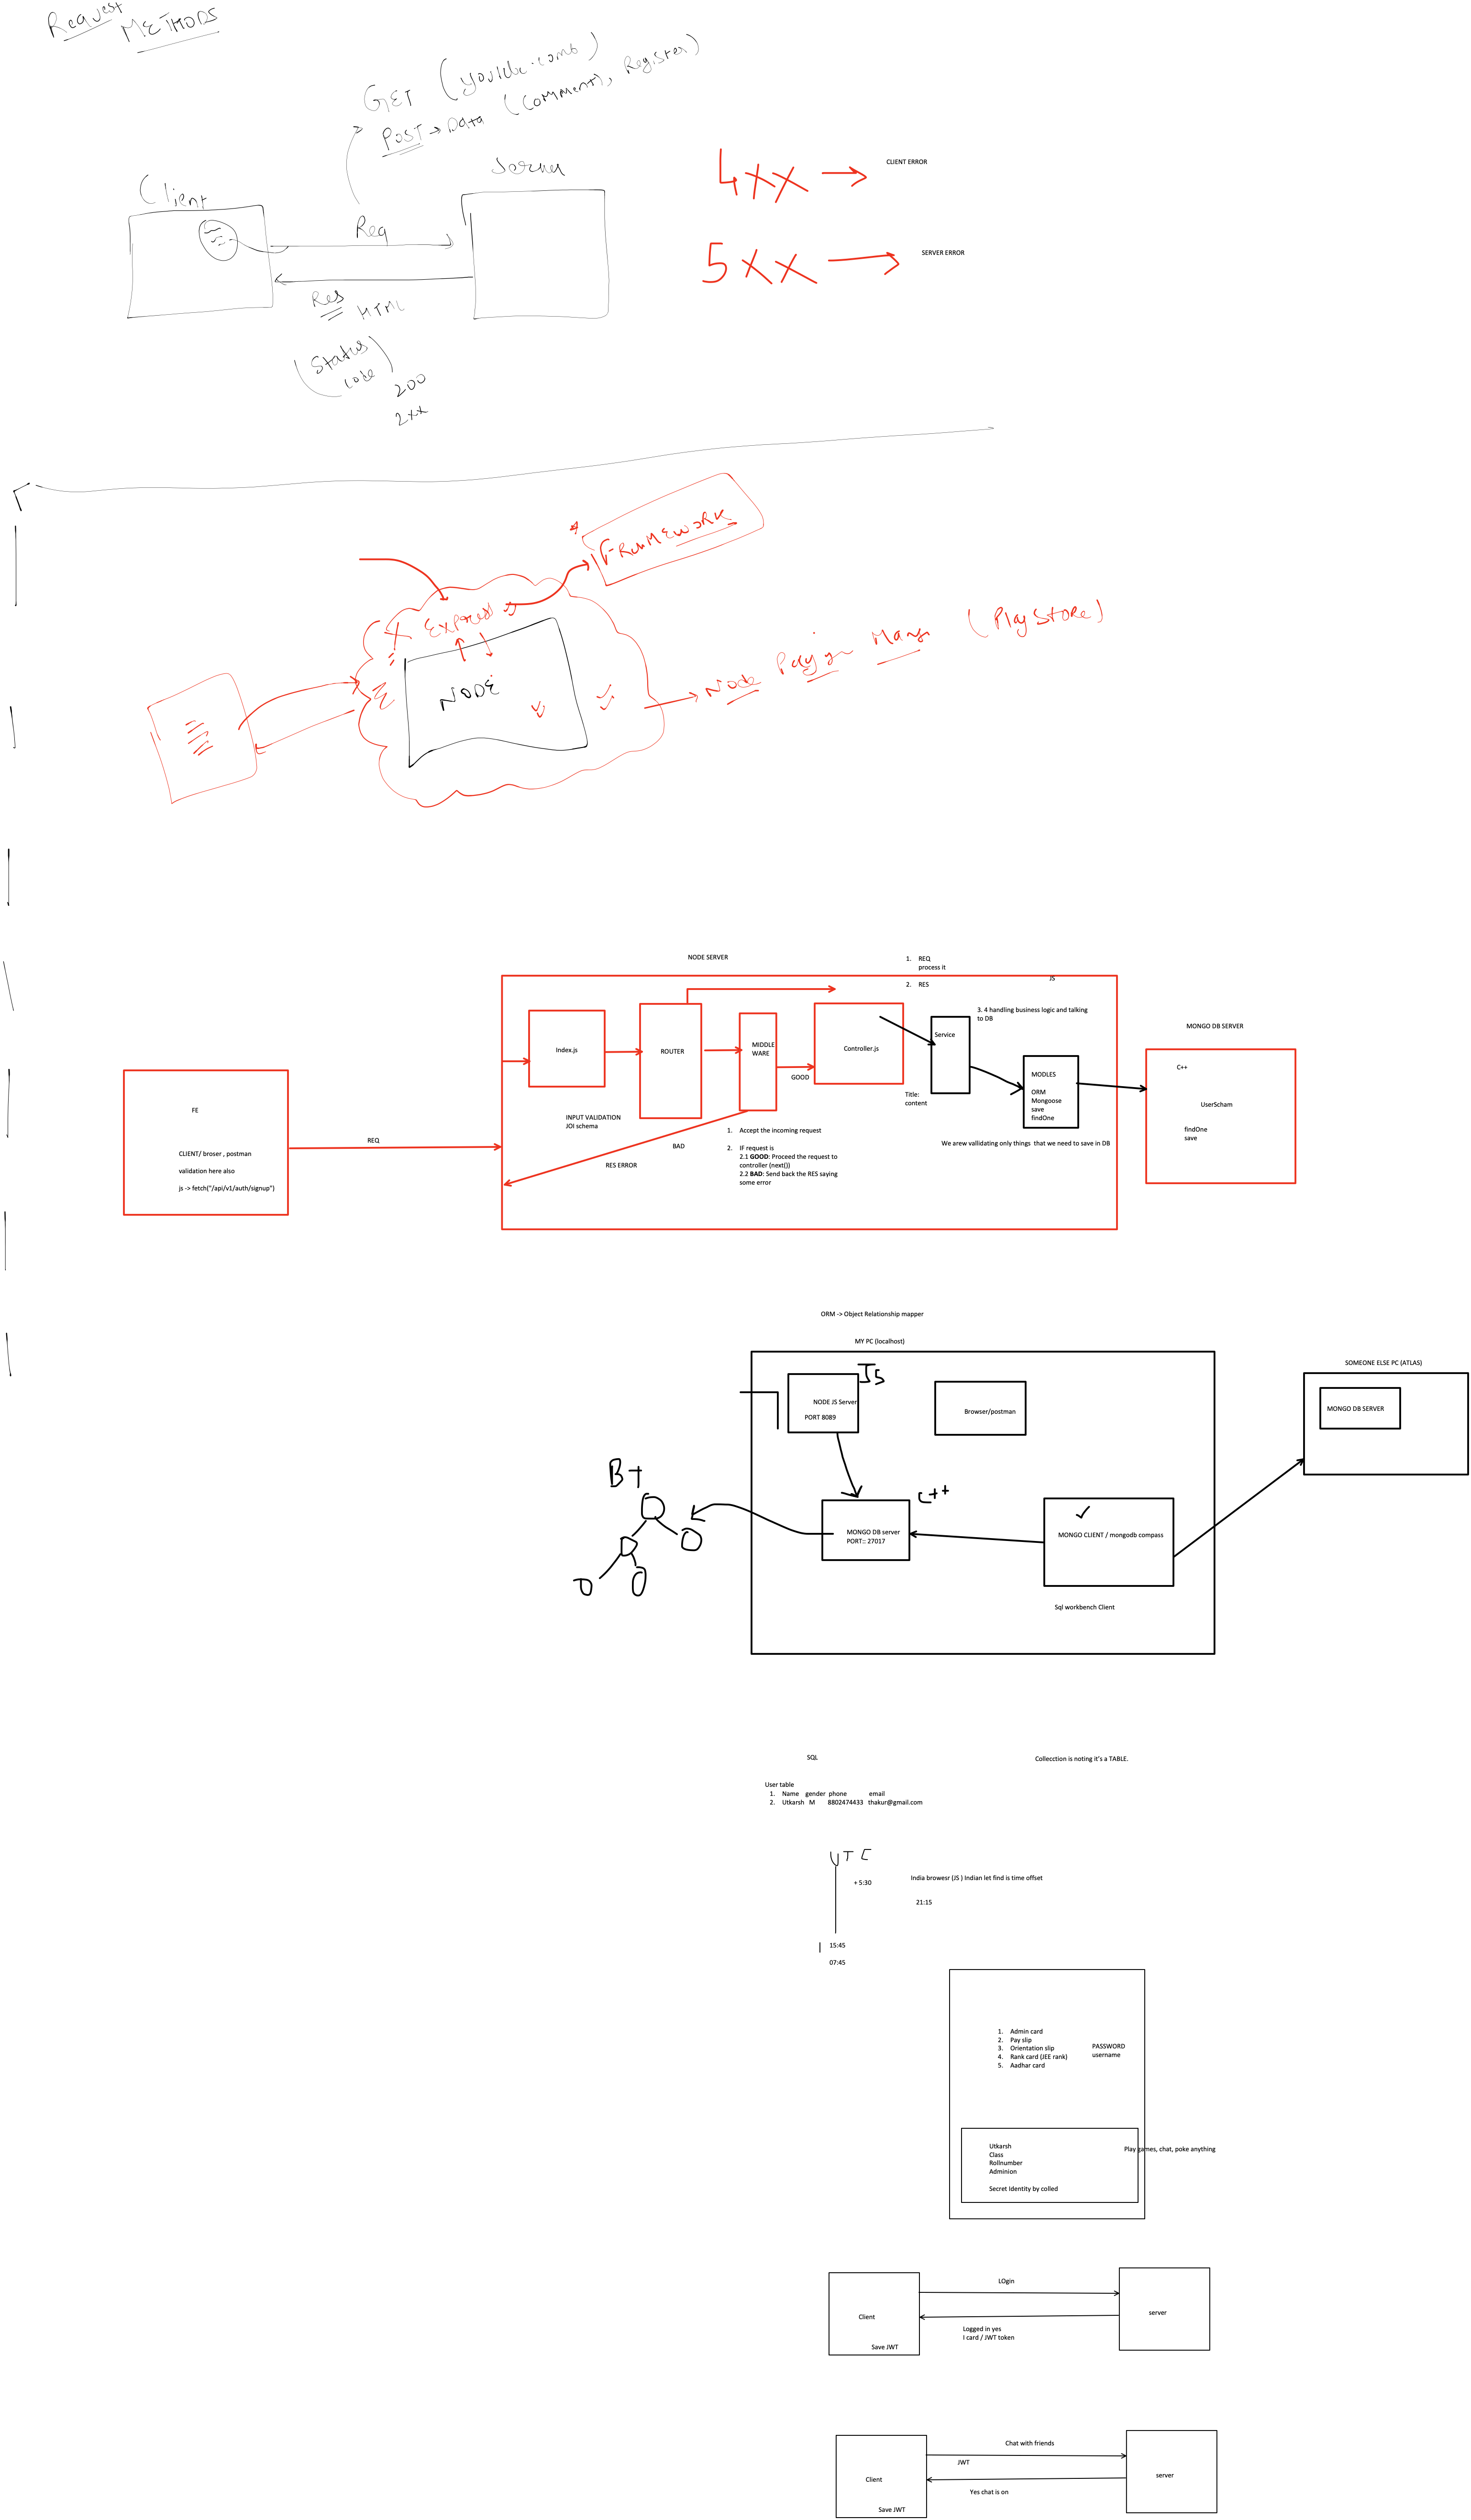 Request
METHODS
GET (
POST → Data (Comment), Register)
Client
Server
Req
Res
HTML
(Status
code)
200
2xx
4xx →
CLIENT ERROR
5xx →
SERVER ERROR
FRAMEWORK
Express
NODE
Node
(PlayStore)
NODE SERVER
1. REQ
process it
2. RES
JS
3. 4 handling business logic and talking
to DB
MONGO DB SERVER
Index.js
ROUTER
MIDDLE
WARE
GOOD
Controller.js
Service
Title:
content
MODLES
ORM
Mongoose
save
findOne
C++
UserScham
findOne
save
FE
CLIENT/ broser , postman
validation here also
js -> fetch("/api/v1/auth/signup")
REQ
INPUT VALIDATION
JOI schema
BAD
RES ERROR
1. Accept the incoming request
2. IF request is
2.1 GOOD: Proceed the request to
controller (next())
2.2 BAD: Send back the RES saying
some error
We arew vallidating only things that we need to save in DB
ORM -> Object Relationship mapper
MY PC (localhost)
SOMEONE ELSE PC (ATLAS)
JS
NODE JS Server
PORT 8089
Browser/postman
MONGO DB SERVER
B+
C++
MONGO DB server
PORT:: 27017
MONGO CLIENT / mongodb compass
Sql workbench Client
SQL
Collecction is noting it's a TABLE.
User table
1. Name gender phone email
2. Utkarsh M 8802474433 thakur@gmail.com
UTC
+ 5:30
India browesr (JS ) Indian let find is time offset
21:15
15:45
07:45
1. Admin card
2. Pay slip
3. Orientation slip
4. Rank card (JEE rank)
5. Aadhar card
PASSWORD
username
Utkarsh
Class
Rollnumber
Adminion
Secret Identity by colled
Play games, chat, poke anything
LOgin
Client
server
Logged in yes
I card / JWT token
Save JWT
Chat with friends
JWT
Client
server
Yes chat is on
Save JWT